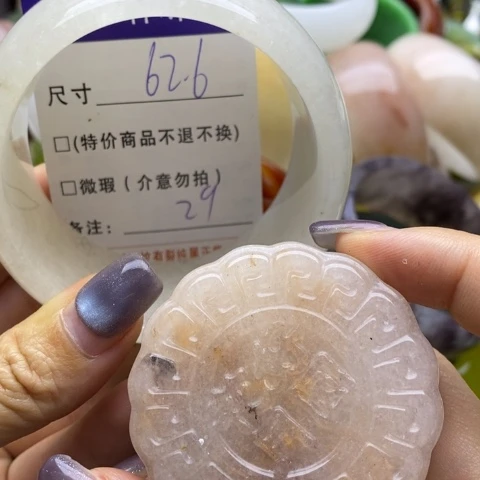 尺寸 62.6
□(特价商品不退不换)
□微瑕(介意勿拍)
备注: 29